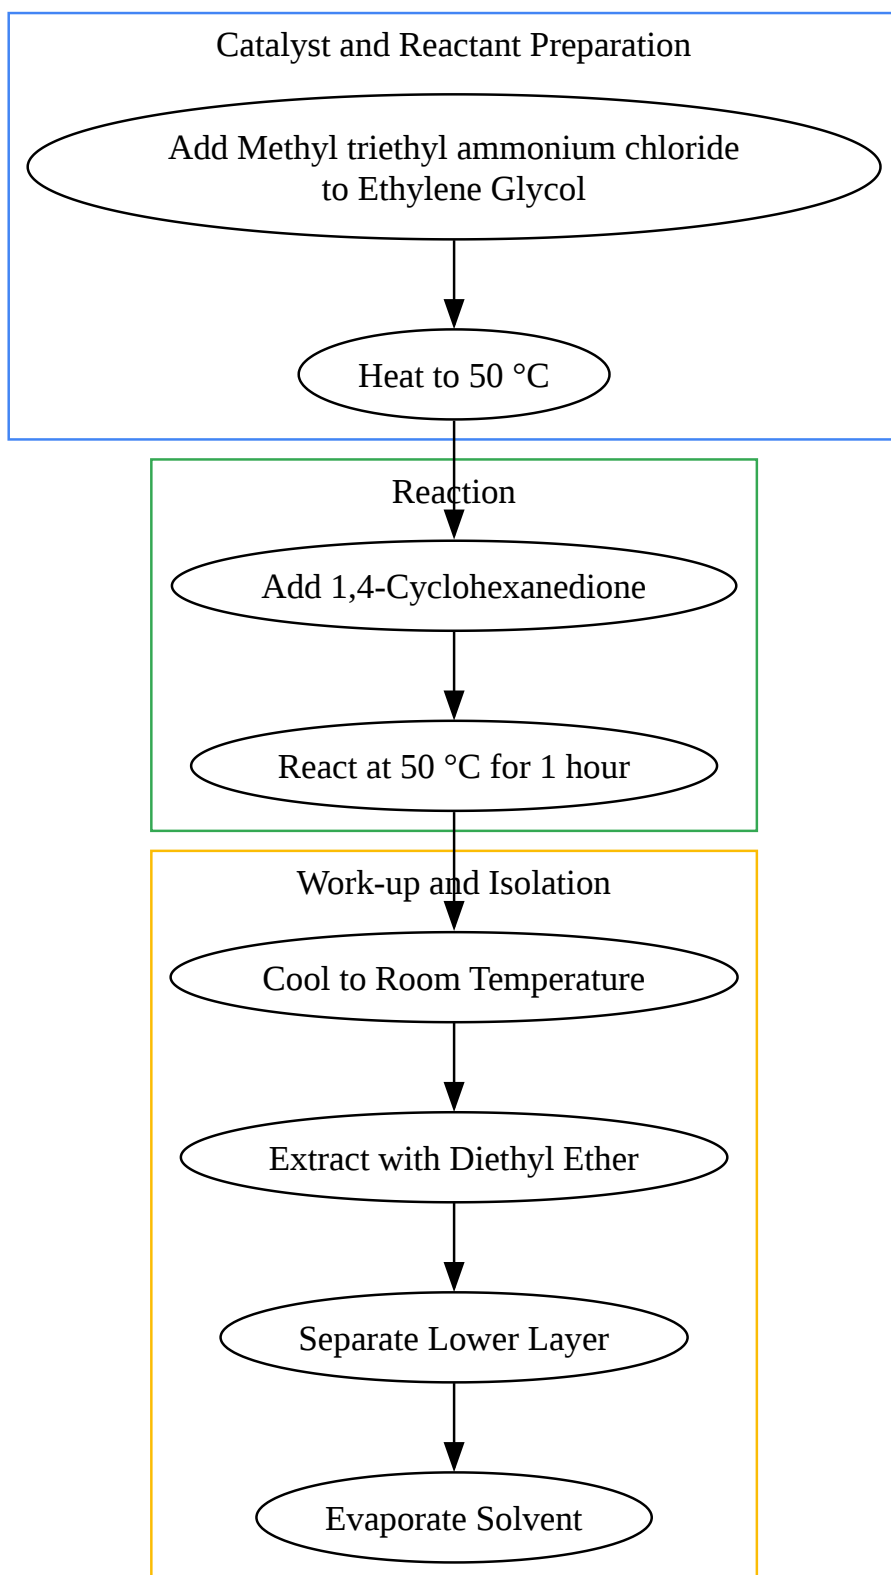 Catalyst and Reactant Preparation
Add Methyl triethyl ammonium chloride
to Ethylene Glycol
Heat to 50 °C
Reaction
Add 1,4-Cyclohexanedione
React at 50 °C for 1 hour
Work-up and Isolation
Cool to Room Temperature
Extract with Diethyl Ether
Separate Lower Layer
Evaporate Solvent